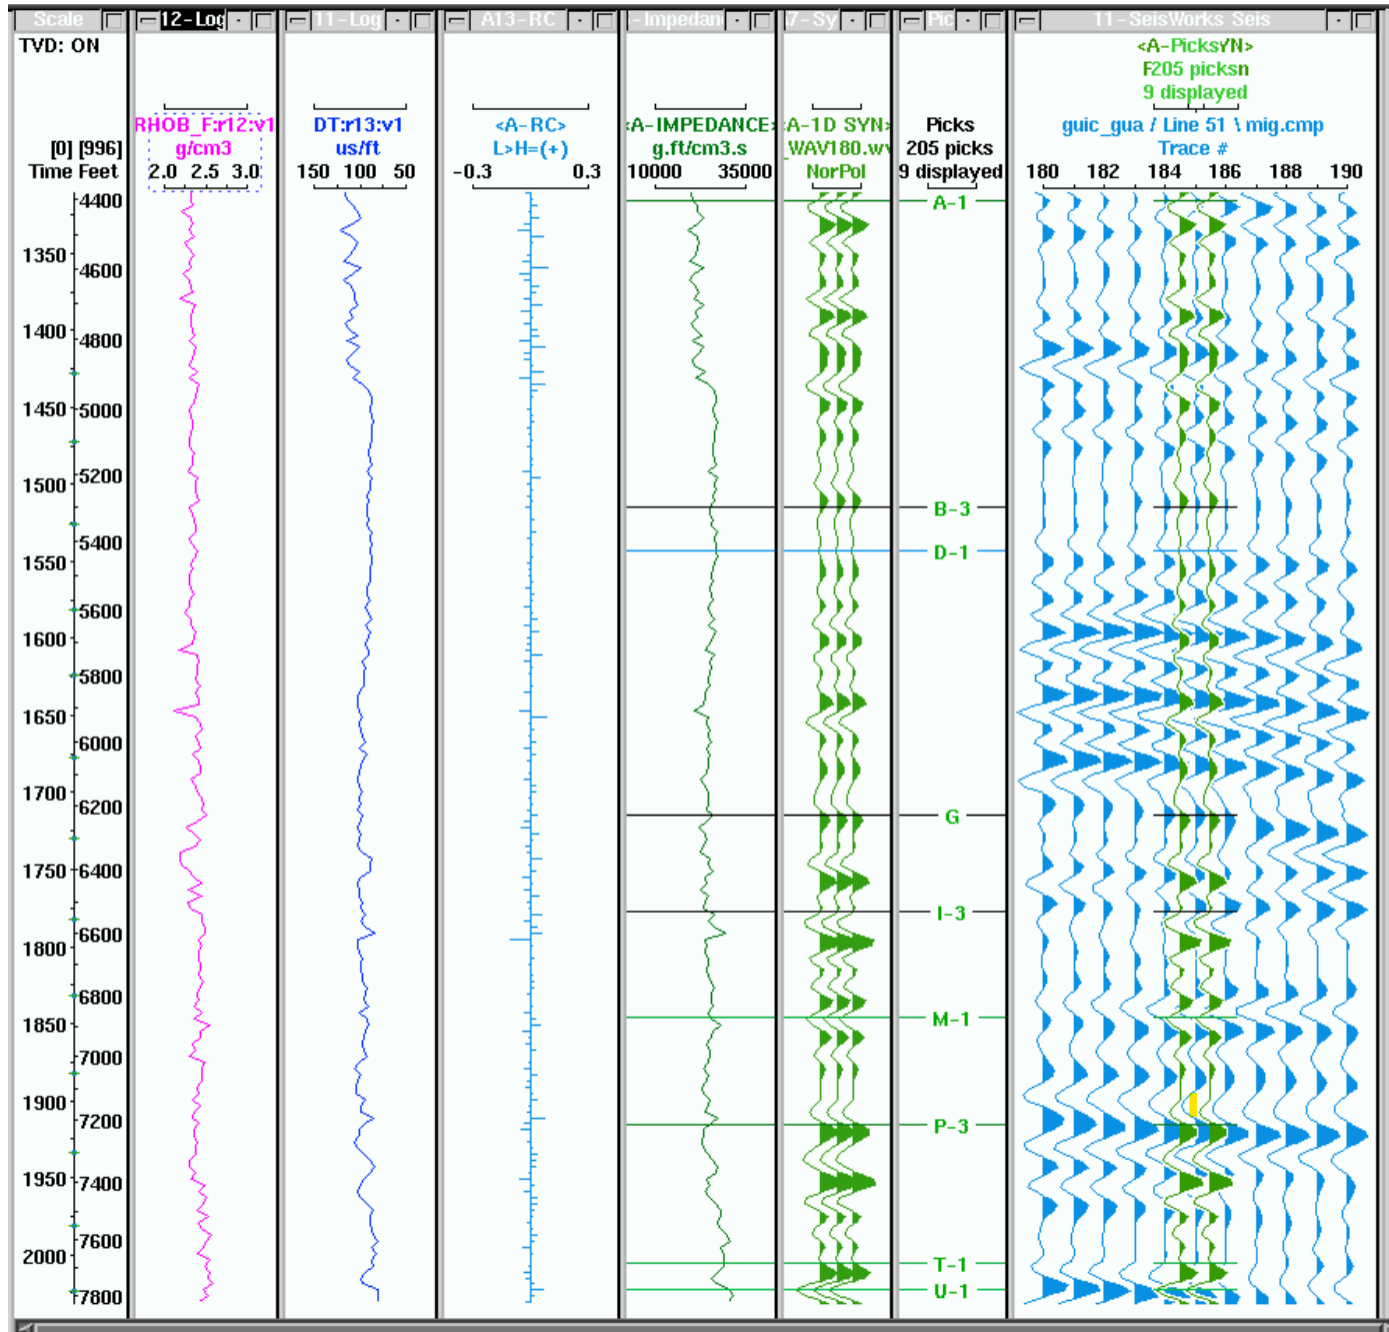 Scale
12-Log
11-Log
A13-RC
-Impedan
.7-Sy
Pic
11-SeisWorks Seis
TVD: ON
<A-PicksYN>
F205 picksn
9 displayed
RHOB_F:r12:v1
DT:r13:v1
<A-RC>
<A-IMPEDANCE>
<A-1D SYN>
Picks
guic_gua / Line 51 \ mig.cmp
[0] [996]
g/cm3
us/ft
L>H=(+)
g.ft/cm3.s
_WAV180.wv
205 picks
Trace #
Time Feet
2.0 2.5 3.0
150 100 50
-0.3 0.3
10000 35000
NorPol
9 displayed
180 182 184 186 190
4400
A-1
1350
4600
1400
4800
1450
5000
5200
1500
B-3
5400
D-1
1550
5600
1600
5800
1650
6000
1700
6200
G
1750
6400
I-3
6600
1800
6800
M-1
1850
7000
1900
7200
P-3
1950
7400
7600
2000
T-1
U-1
7800